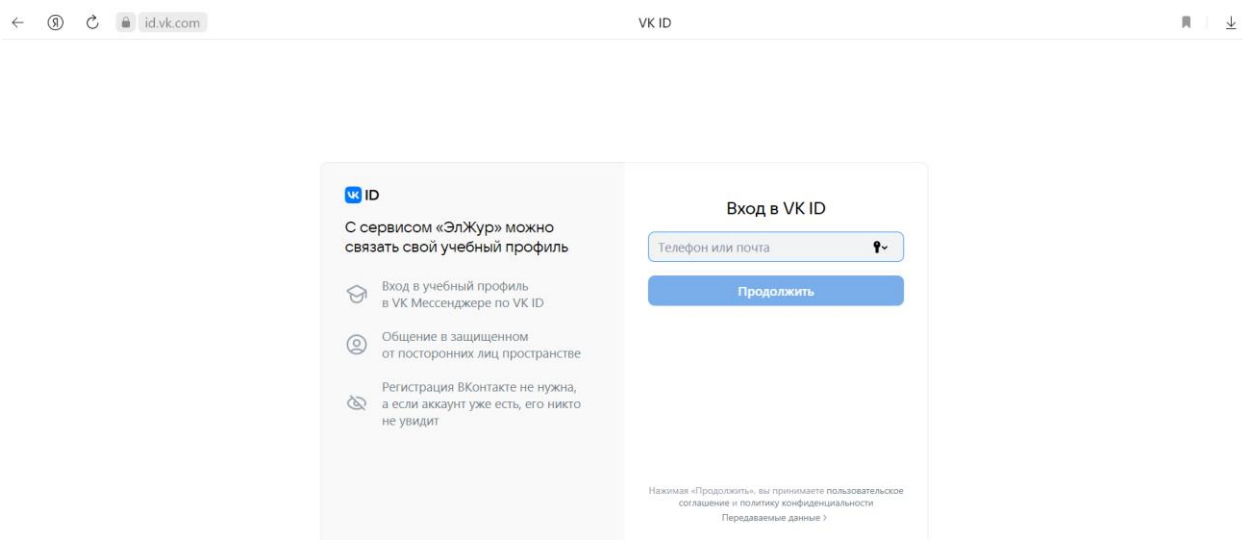 id.vk.com
VK ID
VK ID
С сервисом «ЭлЖур» можно
связать свой учебный профиль
Вход в учебный профиль
в VK Мессенджере по VK ID
Общение в защищенном
от посторонних лиц пространстве
Регистрация ВКонтакте не нужна,
а если аккаунт уже есть, его никто
не увидит
Вход в VK ID
Телефон или почта
Продолжить
Нажимая «Продолжить», вы принимаете пользовательское
соглашение и политику конфиденциальности
Передаваемые данные >